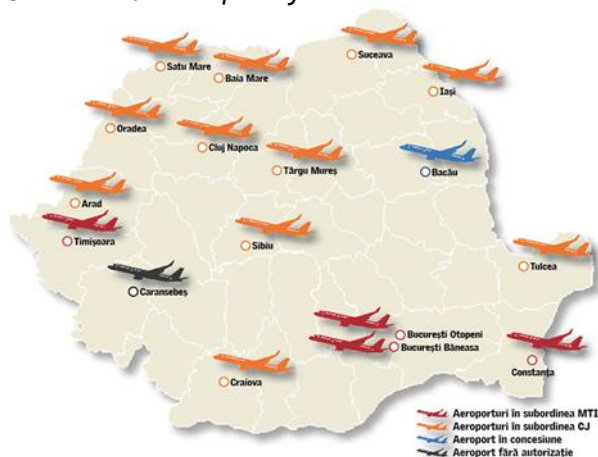 Suceava
Satu Mare
Baia Mare
Iași
Oradea
Cluj Napoca
Târgu Mureș
Bacău
Arad
Timișoara
Sibiu
Tulcea
Caransebeș
București Otopeni
București Băneasa
Constanța
Craiova
Aeroporturi în subordinea MTI
Aeroporturi în subordinea CJ
Aeroport în concesiune
Aeroport fără autorizație